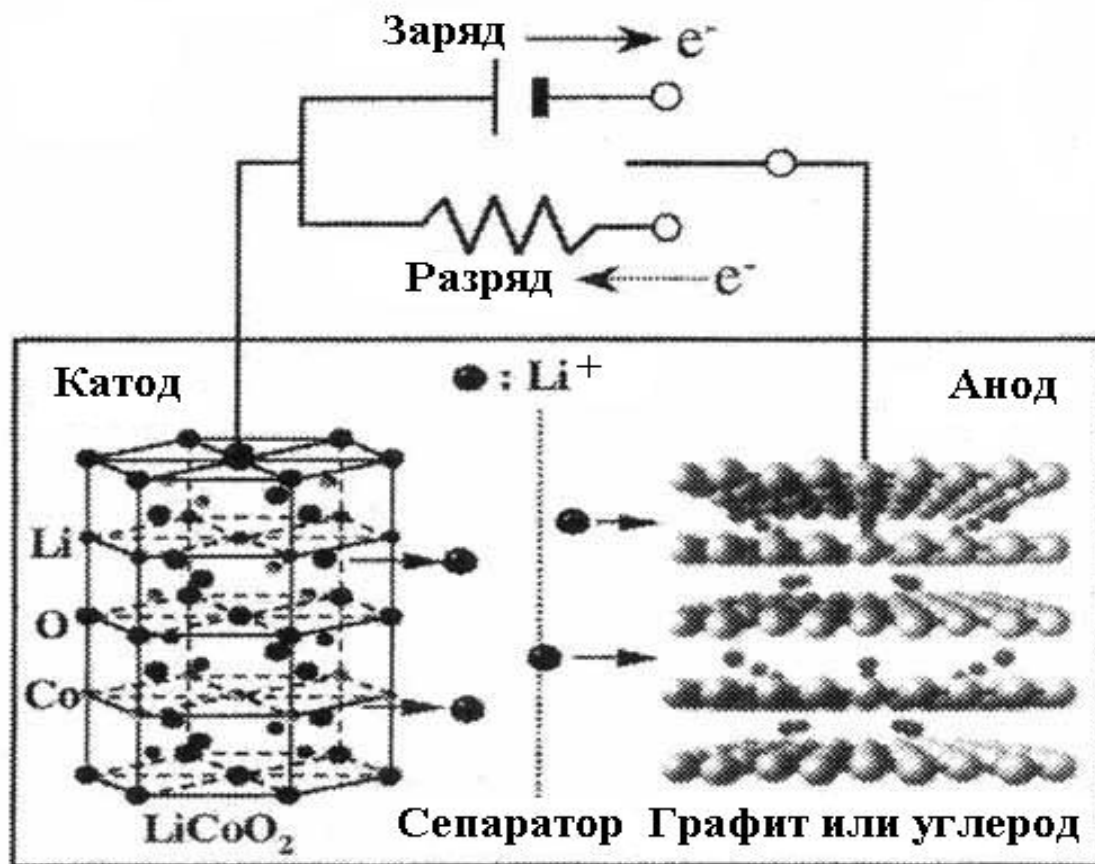 Заряд e⁻
Разряд e⁻
Катод
: Li⁺
Анод
Li
O
Co
LiCoO₂
Сепаратор
Графит или углерод